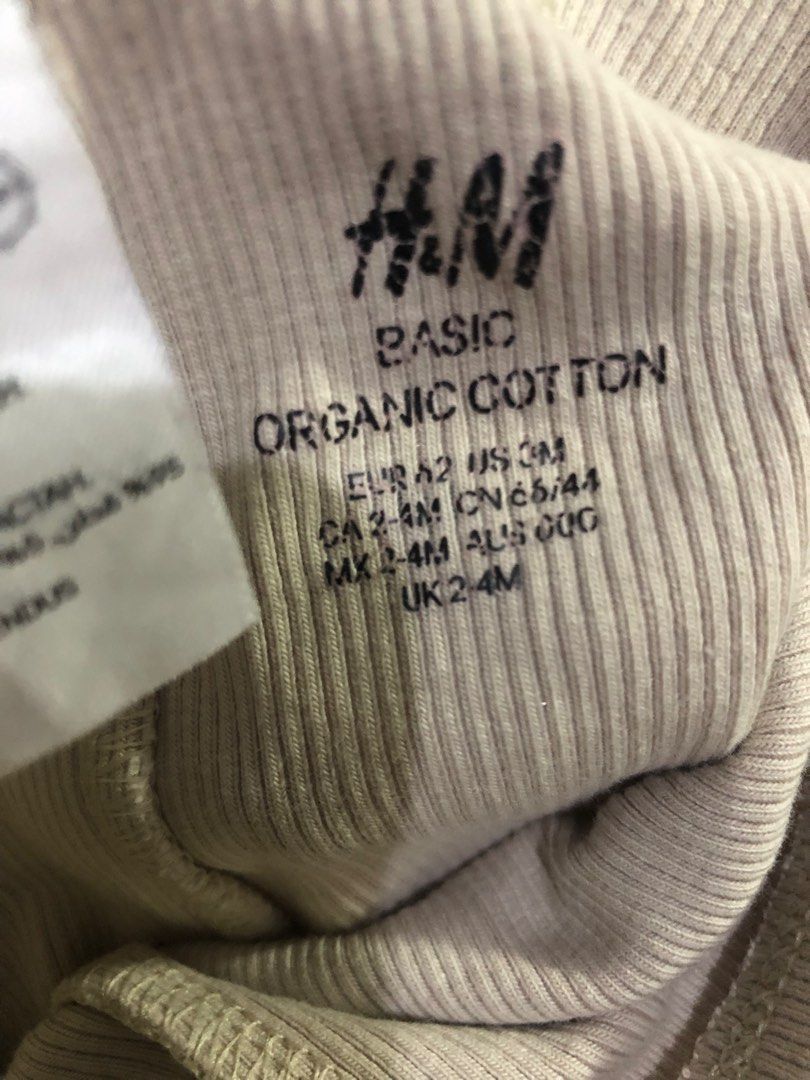 H&M
BASIC
ORGANIC COTTON
EUR 62 US 3M
CA 2-4M CN 66/44
MX 2-4M AUS 000
UK 2-4M